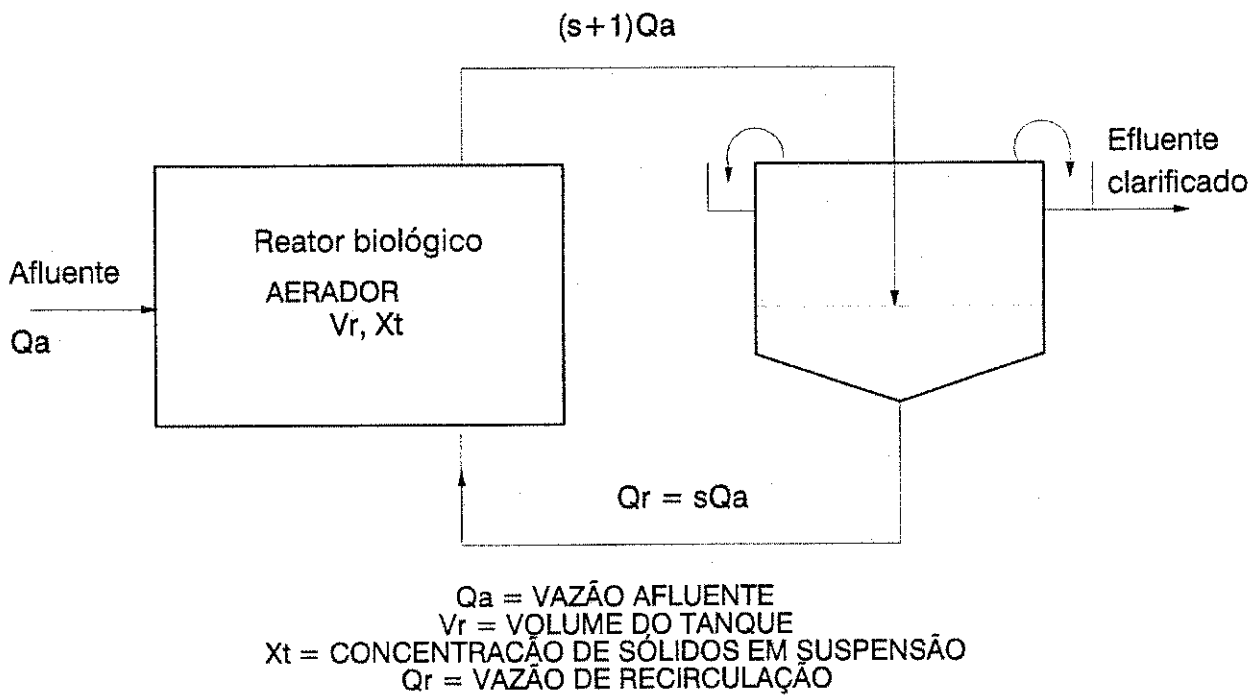 (s+1)Qa
Efluente
clarificado
Reator biológico
AERADOR
Vr, Xt
Afluente
Qa
Qr = sQa
Qa = VAZÃO AFLUENTE
Vr = VOLUME DO TANQUE
Xt = CONCENTRAÇÃO DE SÓLIDOS EM SUSPENSÃO
Qr = VAZÃO DE RECIRCULAÇÃO